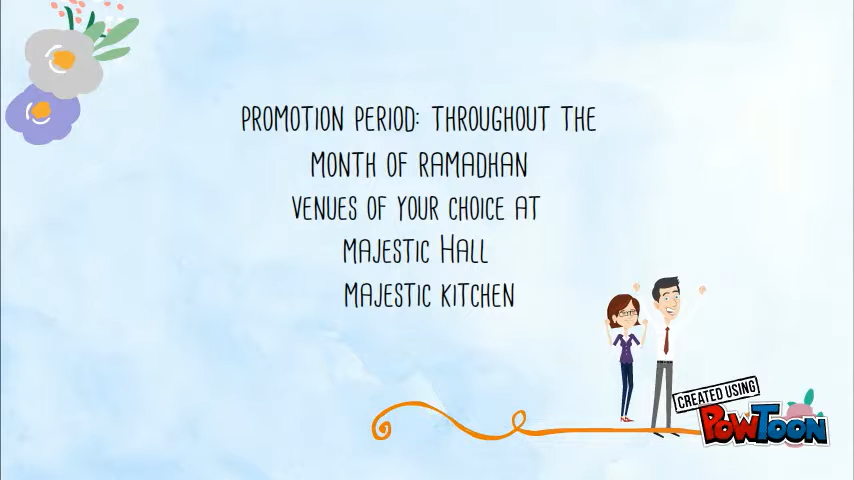 PROMOTION PERIOD: THROUGHOUT THE
MONTH OF RAMADHAN
VENUES OF YOUR CHOICE AT
MAJESTIC HALL
MAJESTIC KITCHEN
CREATED USING
POWTOON